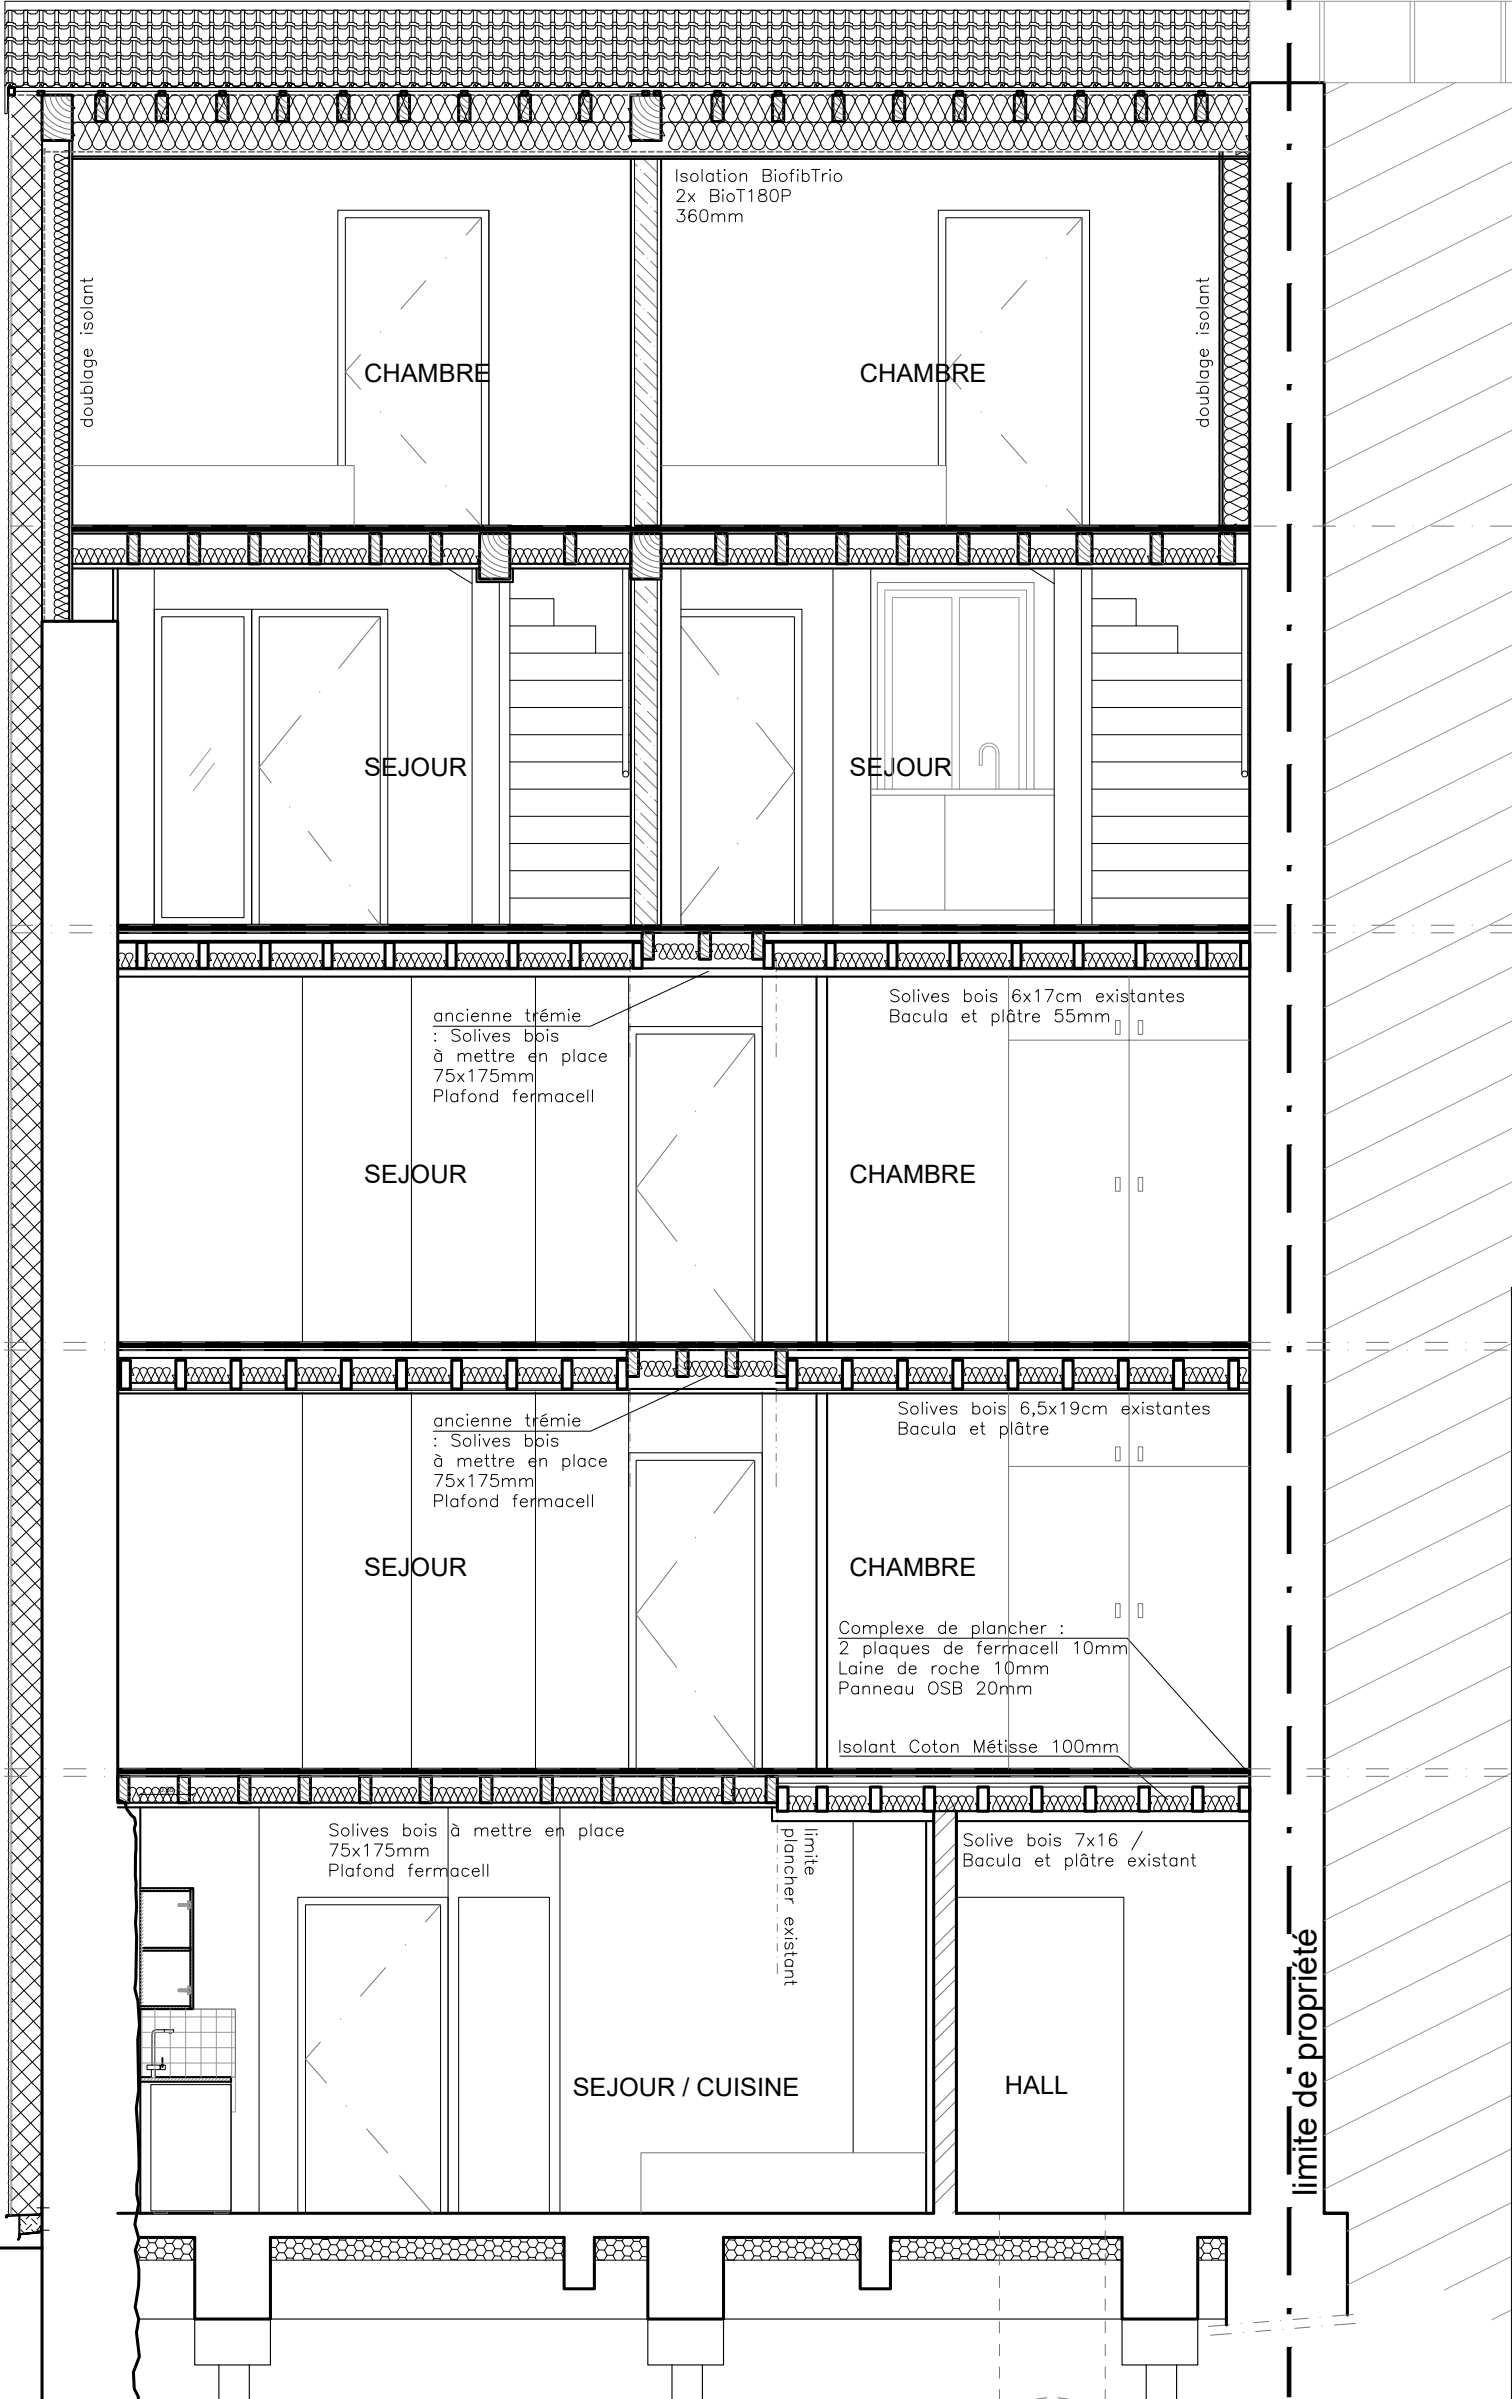 Isolation BiofibTrio
2x BioT180P
360mm
doublage isolant
doublage isolant
CHAMBRE
CHAMBRE
SEJOUR
SEJOUR
Solives bois 6x17cm existantes
Bacula et plâtre 55mm
ancienne trémie
: Solives bois
à mettre en place
75x175mm
Plafond fermacell
SEJOUR
CHAMBRE
Solives bois 6,5x19cm existantes
Bacula et plâtre
ancienne trémie
: Solives bois
à mettre en place
75x175mm
Plafond fermacell
SEJOUR
CHAMBRE
Complexe de plancher :
2 plaques de fermacell 10mm
Laine de roche 10mm
Panneau OSB 20mm
Isolant Coton Métisse 100mm
Solives bois à mettre en place
75x175mm
Plafond fermacell
limite
plancher existant
Solive bois 7x16 /
Bacula et plâtre existant
SEJOUR / CUISINE
HALL
limite de propriété